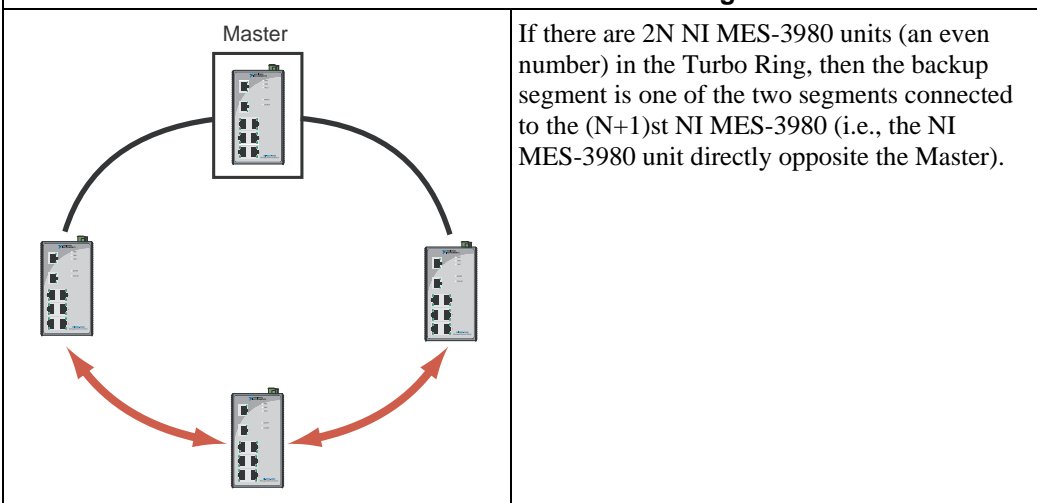 Master
If there are 2N NI MES-3980 units (an even
number) in the Turbo Ring, then the backup
segment is one of the two segments connected
to the (N+1)st NI MES-3980 (i.e., the NI
MES-3980 unit directly opposite the Master).